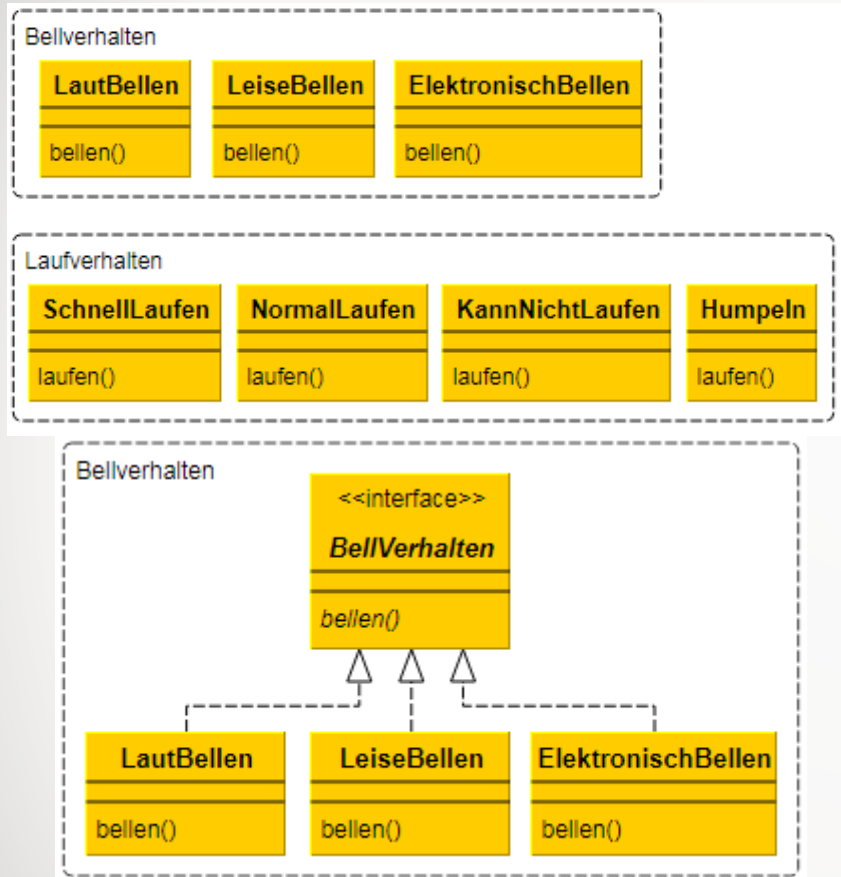 Bellverhalten
LautBellen LeiseBellen ElektronischBellen
bellen() bellen() bellen()
Laufverhalten
SchnellLaufen NormalLaufen KannNichtLaufen Humpeln
laufen() laufen() laufen() laufen()
Bellverhalten
<<interface>>
BellVerhalten
bellen()
LautBellen LeiseBellen ElektronischBellen
bellen() bellen() bellen()